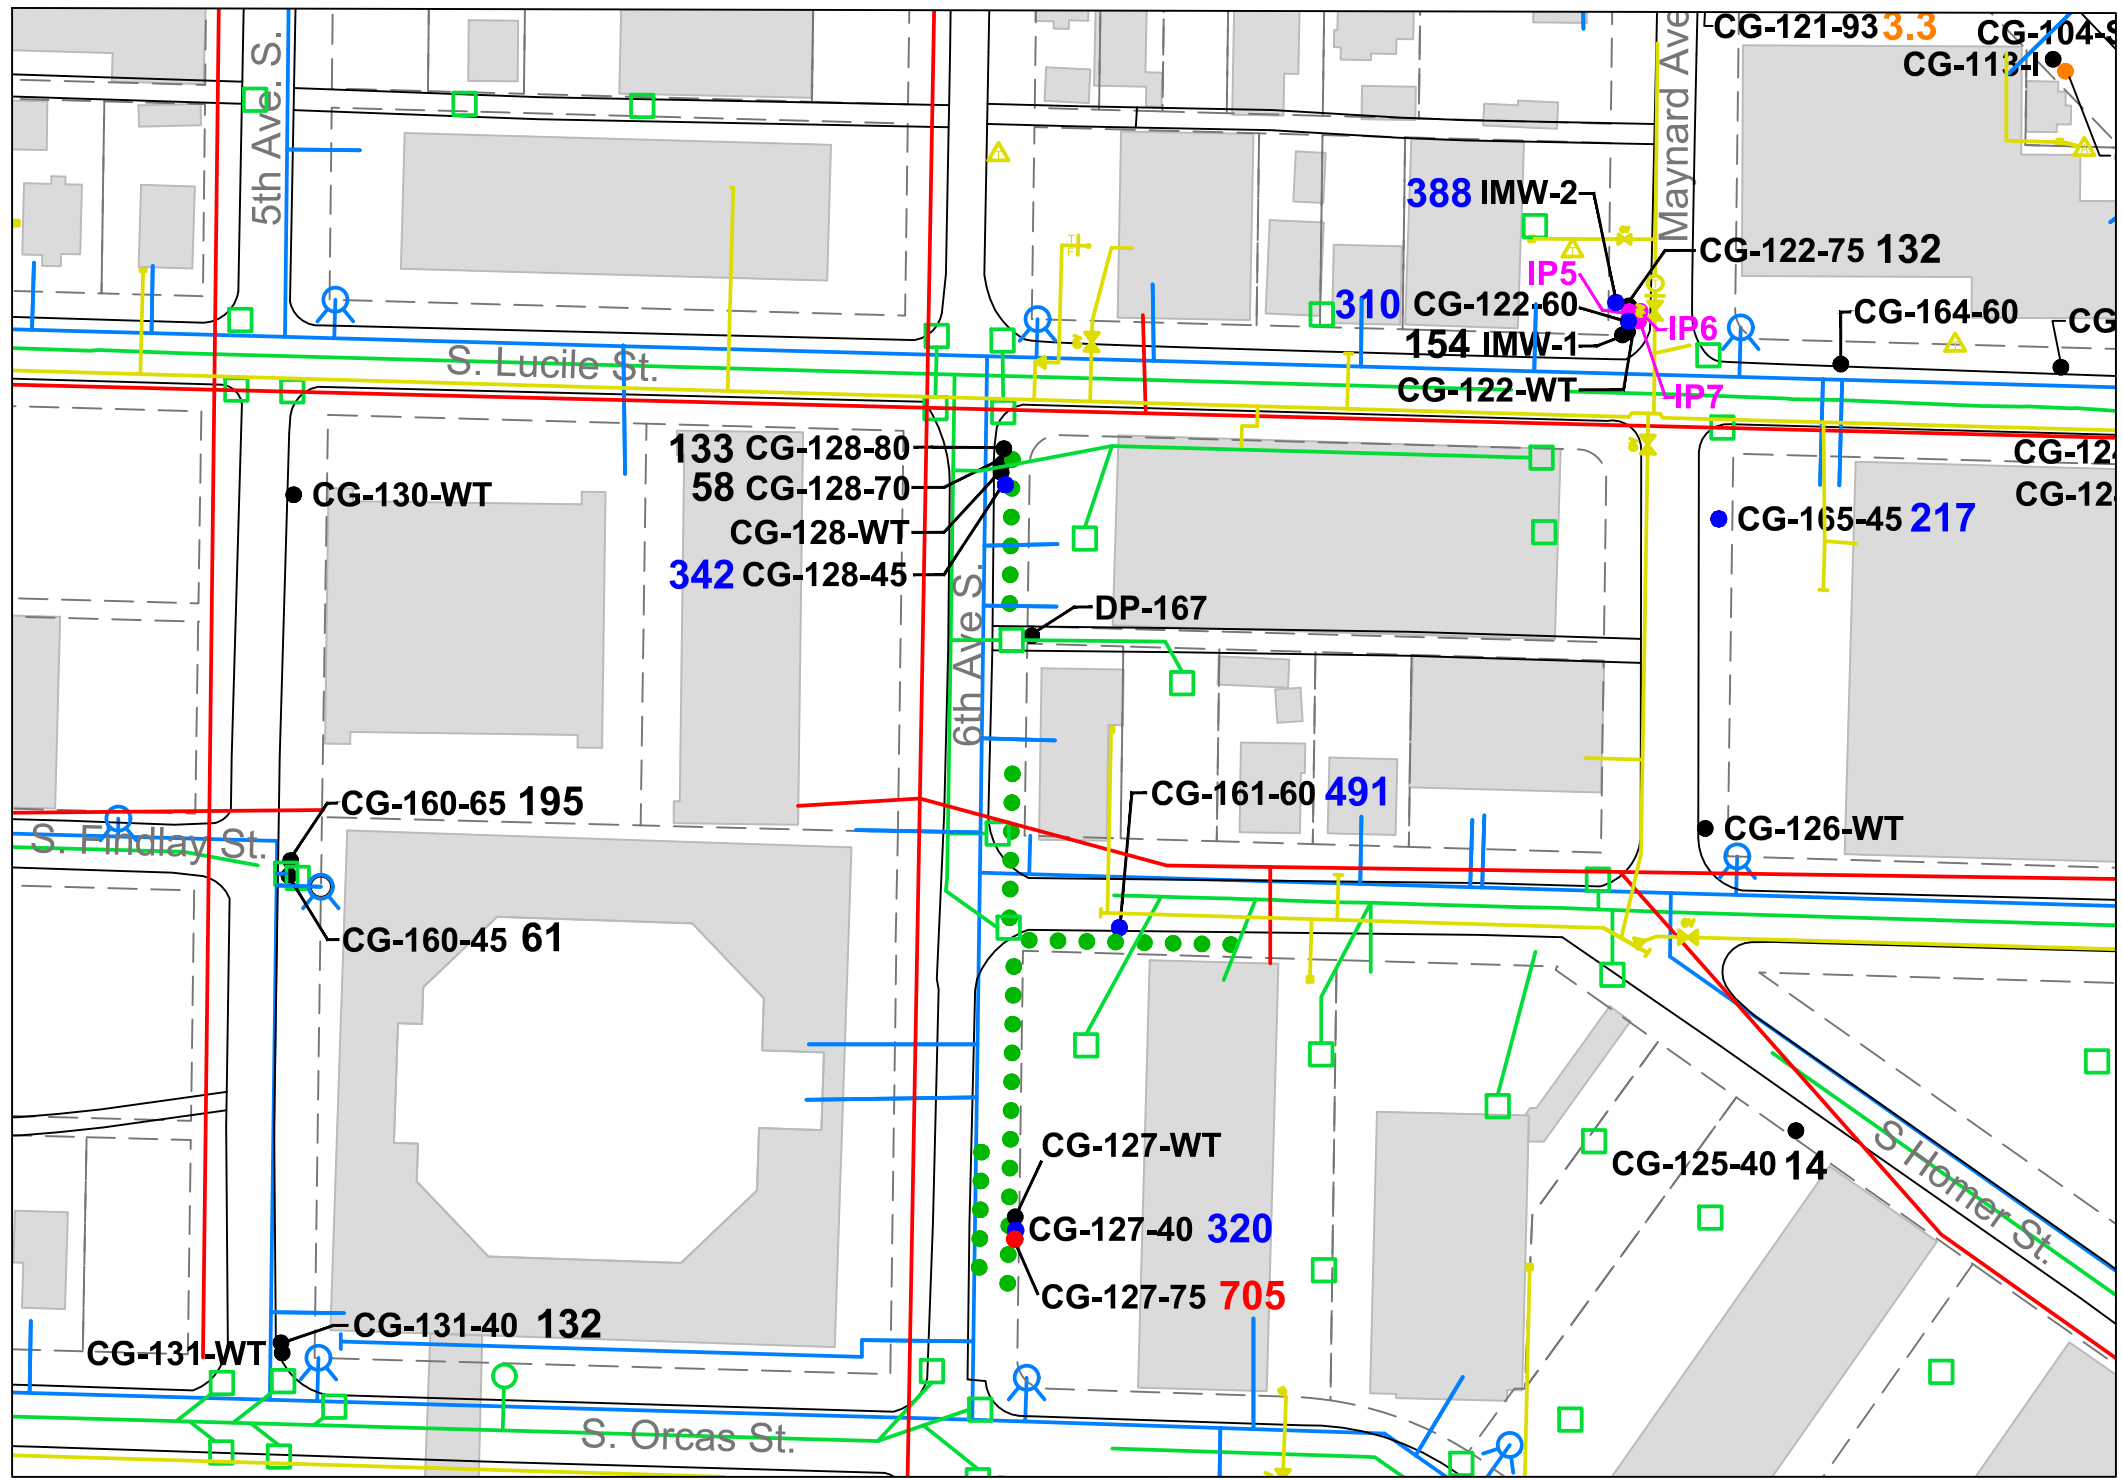 CG-121-93 3.3
CG-104-S
CG-113-I
5th Ave. S.
Maynard Ave
388 IMW-2
CG-122-75 132
IP5
310 CG-122-60
IP6
154 IMW-1
CG-122-WT
IP7
CG-164-60
CG
S. Lucile St.
133 CG-128-80
58 CG-128-70
CG-128-WT
342 CG-128-45
CG-130-WT
CG-124
CG-12
CG-165-45 217
DP-167
6th Ave S.
CG-160-65 195
CG-161-60 491
CG-126-WT
S. Findlay St.
CG-160-45 61
CG-127-WT
CG-125-40 14
S Homer St.
CG-127-40 320
CG-127-75 705
CG-131-40 132
CG-131-WT
S. Orcas St.